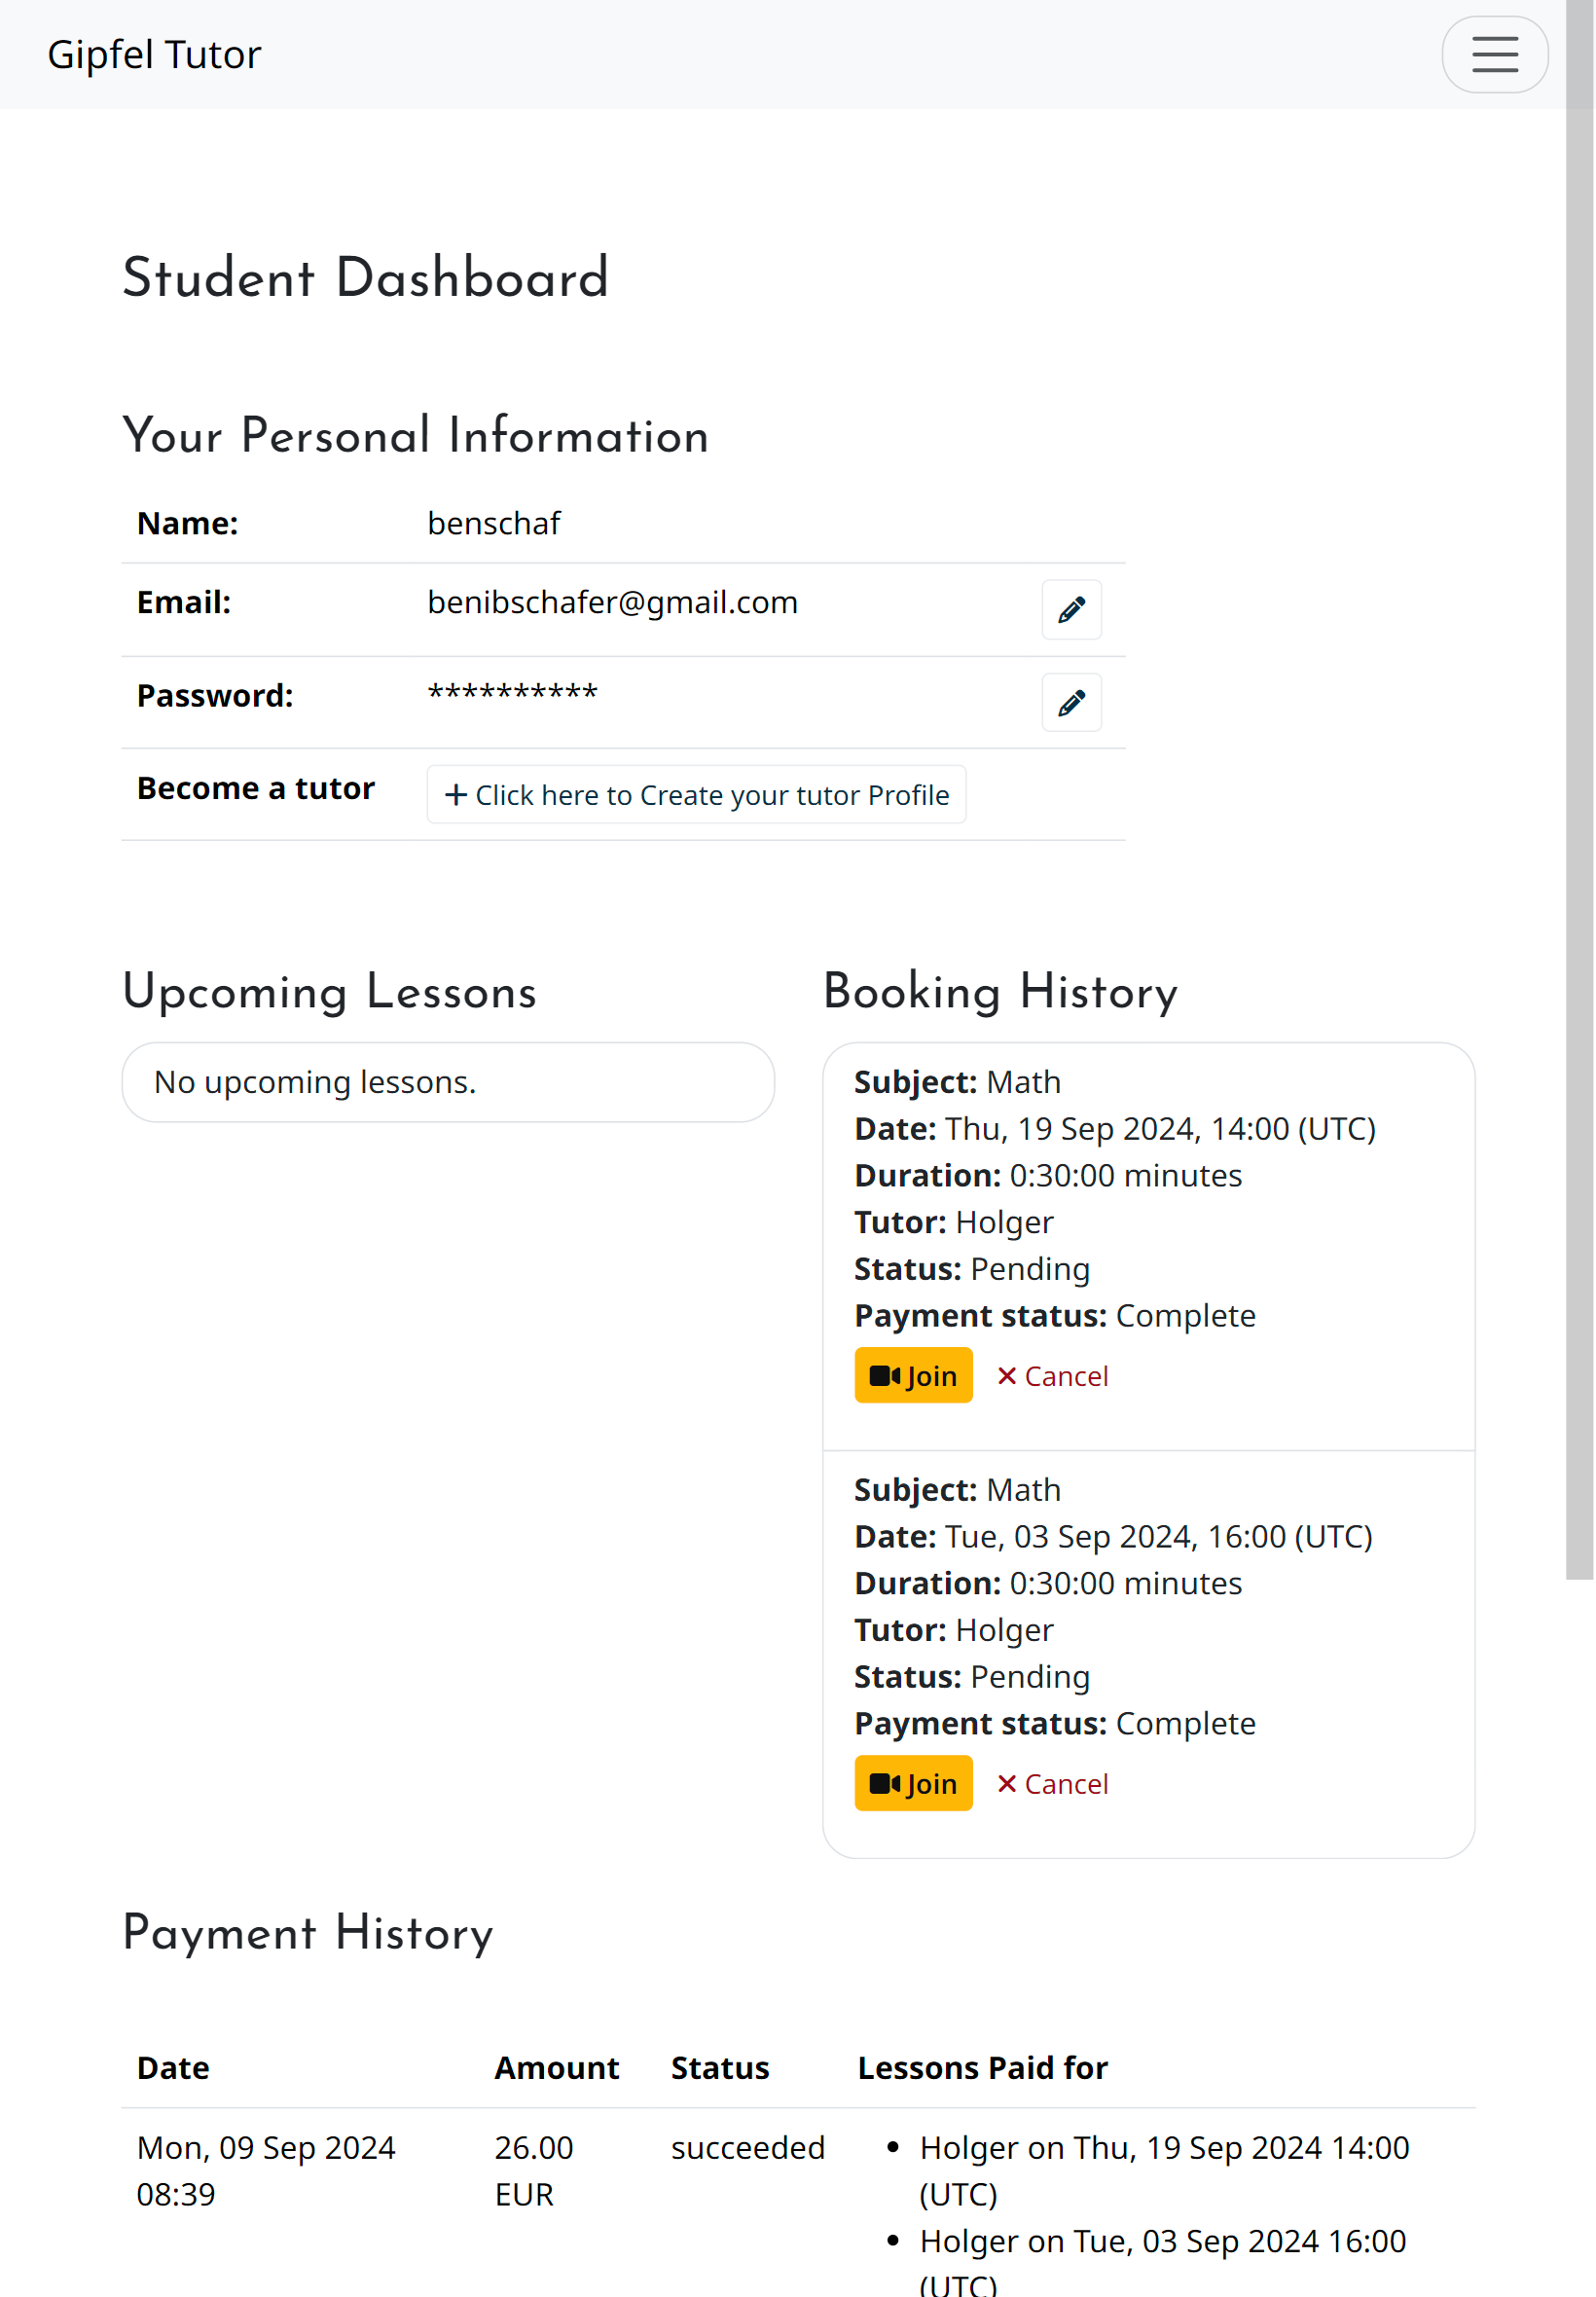 Gipfel Tutor
Student Dashboard
Your Personal Information
Name: benschaf
Email: benibschafer@gmail.com
Password: **********
Become a tutor + Click here to Create your tutor Profile
Upcoming Lessons
No upcoming lessons.
Booking History
Subject: Math
Date: Thu, 19 Sep 2024, 14:00 (UTC)
Duration: 0:30:00 minutes
Tutor: Holger
Status: Pending
Payment status: Complete
Join × Cancel
Subject: Math
Date: Tue, 03 Sep 2024, 16:00 (UTC)
Duration: 0:30:00 minutes
Tutor: Holger
Status: Pending
Payment status: Complete
Join × Cancel
Payment History
Date Amount Status Lessons Paid for
Mon, 09 Sep 2024 26.00 succeeded • Holger on Thu, 19 Sep 2024 14:00
08:39 EUR (UTC)
• Holger on Tue, 03 Sep 2024 16:00
(UTC)